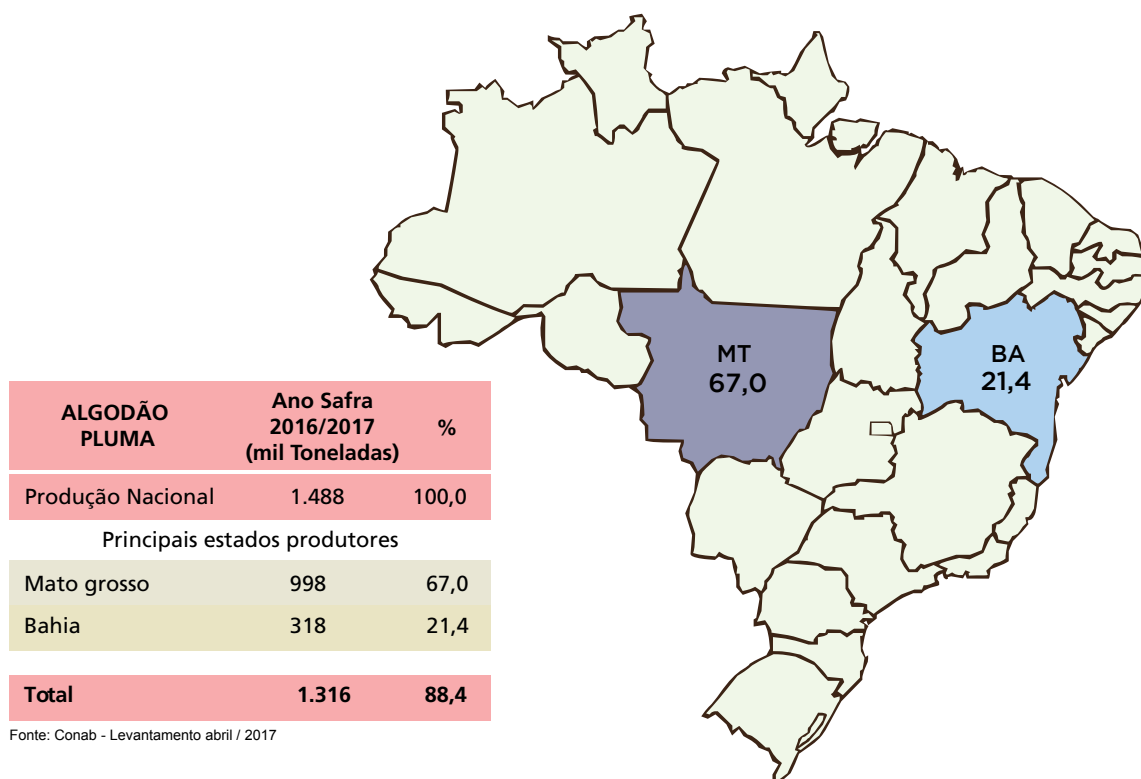 MT
67,0
BA
21,4
ALGODÃO
PLUMA
Ano Safra
2016/2017
(mil Toneladas)
%
Produção Nacional 1.488 100,0
Principais estados produtores
Mato grosso 998 67,0
Bahia 318 21,4
Total 1.316 88,4
Fonte: Conab - Levantamento abril / 2017